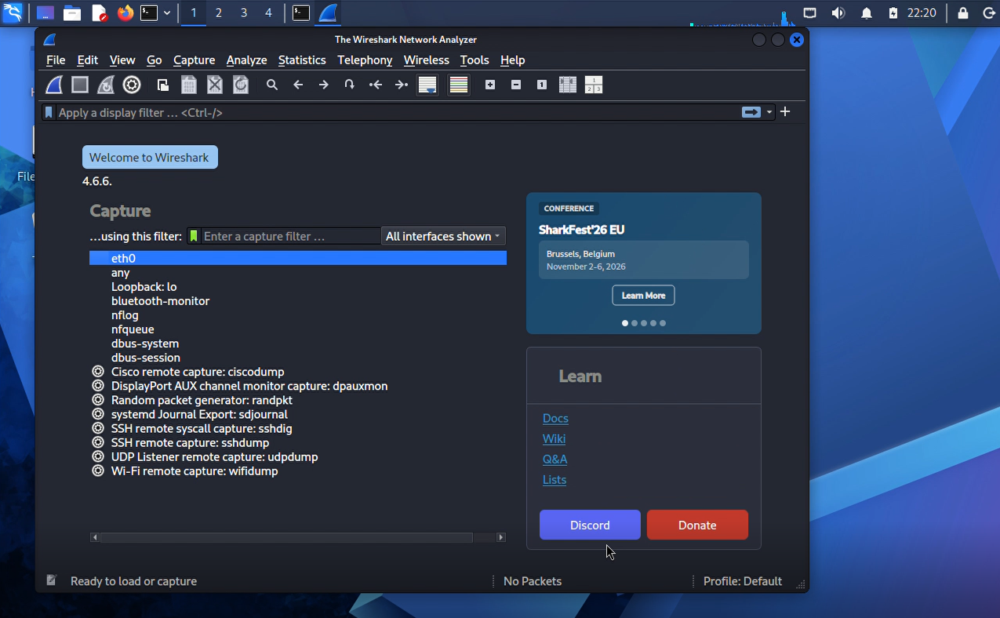 1 2 3 4 22:20
The Wireshark Network Analyzer
File Edit View Go Capture Analyze Statistics Telephony Wireless Tools Help
Apply a display filter … <Ctrl-/>
Welcome to Wireshark
4.6.6.
File
Capture
…using this filter: Enter a capture filter … All interfaces shown
eth0
any
Loopback: lo
bluetooth-monitor
nflog
nfqueue
dbus-system
dbus-session
Cisco remote capture: ciscodump
DisplayPort AUX channel monitor capture: dpauxmon
Random packet generator: randpkt
systemd Journal Export: sdjournal
SSH remote syscall capture: sshdig
SSH remote capture: sshdump
UDP Listener remote capture: udpdump
Wi-Fi remote capture: wifidump
CONFERENCE
SharkFest'26 EU
Brussels, Belgium
November 2-6, 2026
Learn More
Learn
Docs
Wiki
Q&A
Lists
Discord Donate
Ready to load or capture No Packets Profile: Default